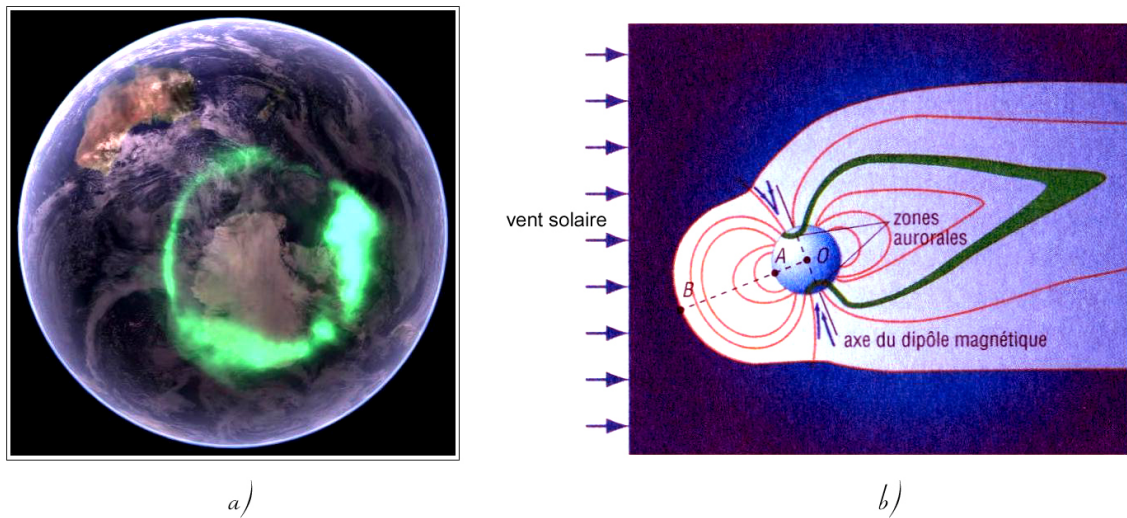 vent solaire
zones
aurorales
A
O
B
axe du dipôle magnétique
a)
b)